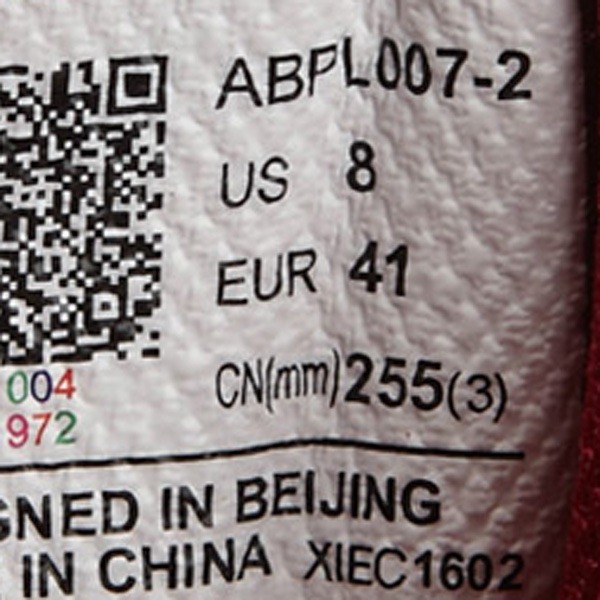 ABPL007-2
US 8
EUR 41
CN(mm)255(3)
004
972
GNED IN BEIJING
IN CHINA XIEC1602